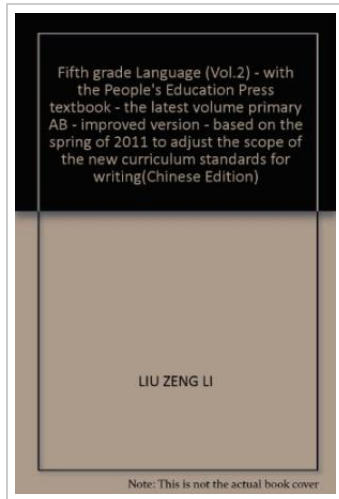 Fifth grade Language (Vol.2) - with
the People's Education Press
textbook - the latest volume primary
AB - improved version - based on the
spring of 2011 to adjust the scope of
the new curriculum standards for
writing(Chinese Edition)
LIU ZENG LI
Note: This is not the actual book cover